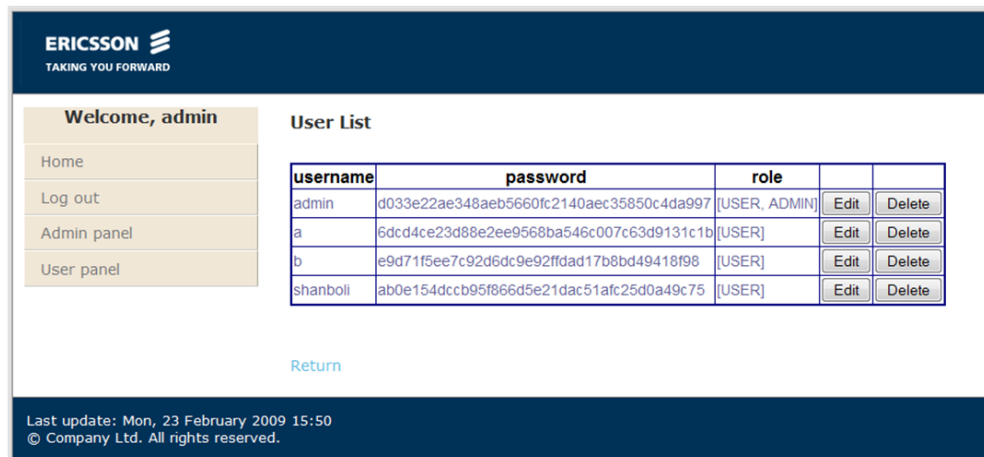 ERICSSON
TAKING YOU FORWARD
Welcome, admin
Home
Log out
Admin panel
User panel
User List
username password role
admin d033e22ae348aeb5660fc2140aec35850c4da997 [USER, ADMIN] Edit Delete
a 6dcd4ce23d88e2ee9568ba546c007c63d9131c1b [USER] Edit Delete
b e9d71f5ee7c92d6dc9e92ffdad17b8bd49418f98 [USER] Edit Delete
shanboli ab0e154dccb95f866d5e21dac51afc25d0a49c75 [USER] Edit Delete
Return
Last update: Mon, 23 February 2009 15:50
© Company Ltd. All rights reserved.